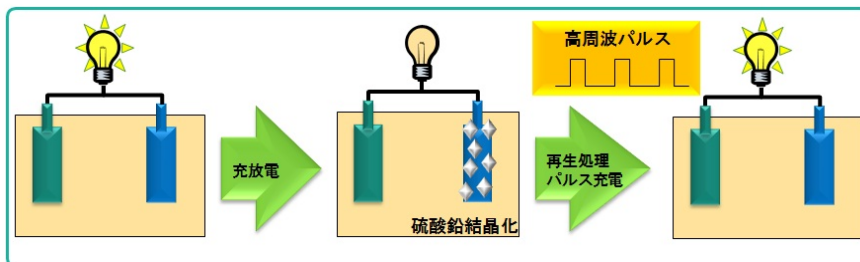 高周波パルス
充放電
再生処理
パルス充電
硫酸鉛結晶化